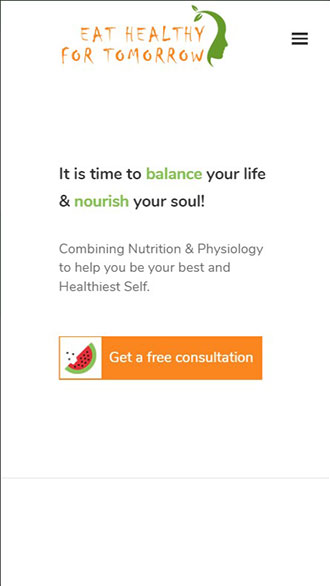 EAT HEALTHY
FOR TOMORROW
It is time to balance your life
& nourish your soul!
Combining Nutrition & Physiology
to help you be your best and
Healthiest Self.
Get a free consultation